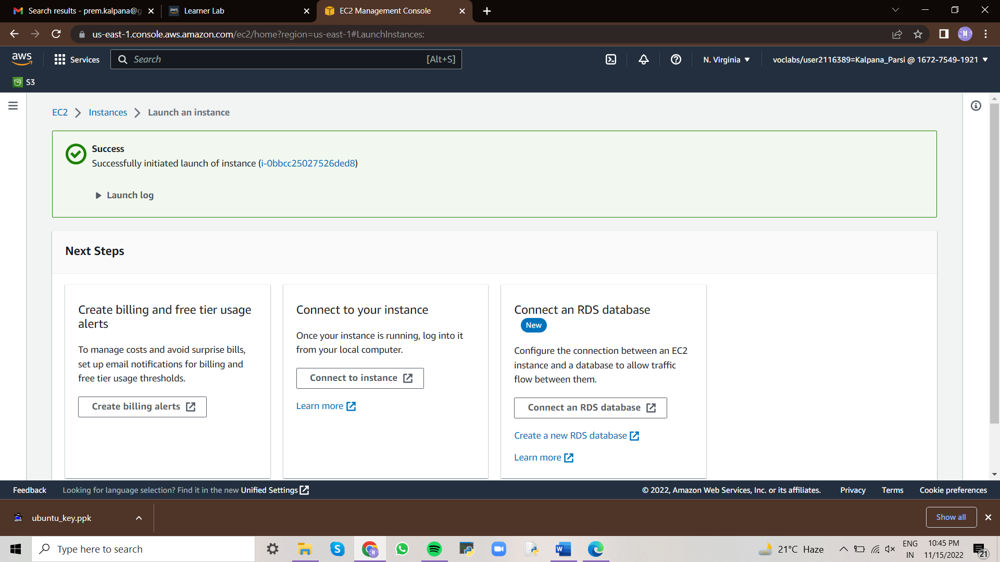 Search results - prem.kalpana@g
Learner Lab
EC2 Management Console
us-east-1.console.aws.amazon.com/ec2/home?region=us-east-1#LaunchInstances:
aws
Services
Search
[Alt+S]
N. Virginia
voclabs/user2116389=Kalpana_Parsi @ 1672-7549-1921
S3
EC2
Instances
Launch an instance
Success
Successfully initiated launch of instance (i-0bbcc25027526ded8)
Launch log
Next Steps
Create billing and free tier usage
alerts
To manage costs and avoid surprise bills,
set up email notifications for billing and
free tier usage thresholds.
Create billing alerts
Connect to your instance
Once your instance is running, log into it
from your local computer.
Connect to instance
Learn more
Connect an RDS database
New
Configure the connection between an EC2
instance and a database to allow traffic
flow between them.
Connect an RDS database
Create a new RDS database
Learn more
Feedback
Looking for language selection? Find it in the new Unified Settings
© 2022, Amazon Web Services, Inc. or its affiliates.
Privacy
Terms
Cookie preferences
ubuntu_key.ppk
Show all
Type here to search
21°C Haze
ENG
IN
10:45 PM
11/15/2022
21